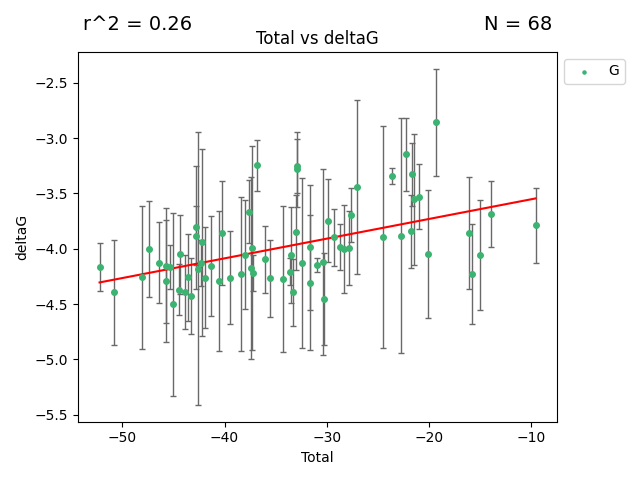 r^2 = 0.26 N = 68
Total vs deltaG
G
deltaG
−2.5
−3.0
−3.5
−4.0
−4.5
−5.0
−5.5
−50 −40 −30 −20 −10
Total